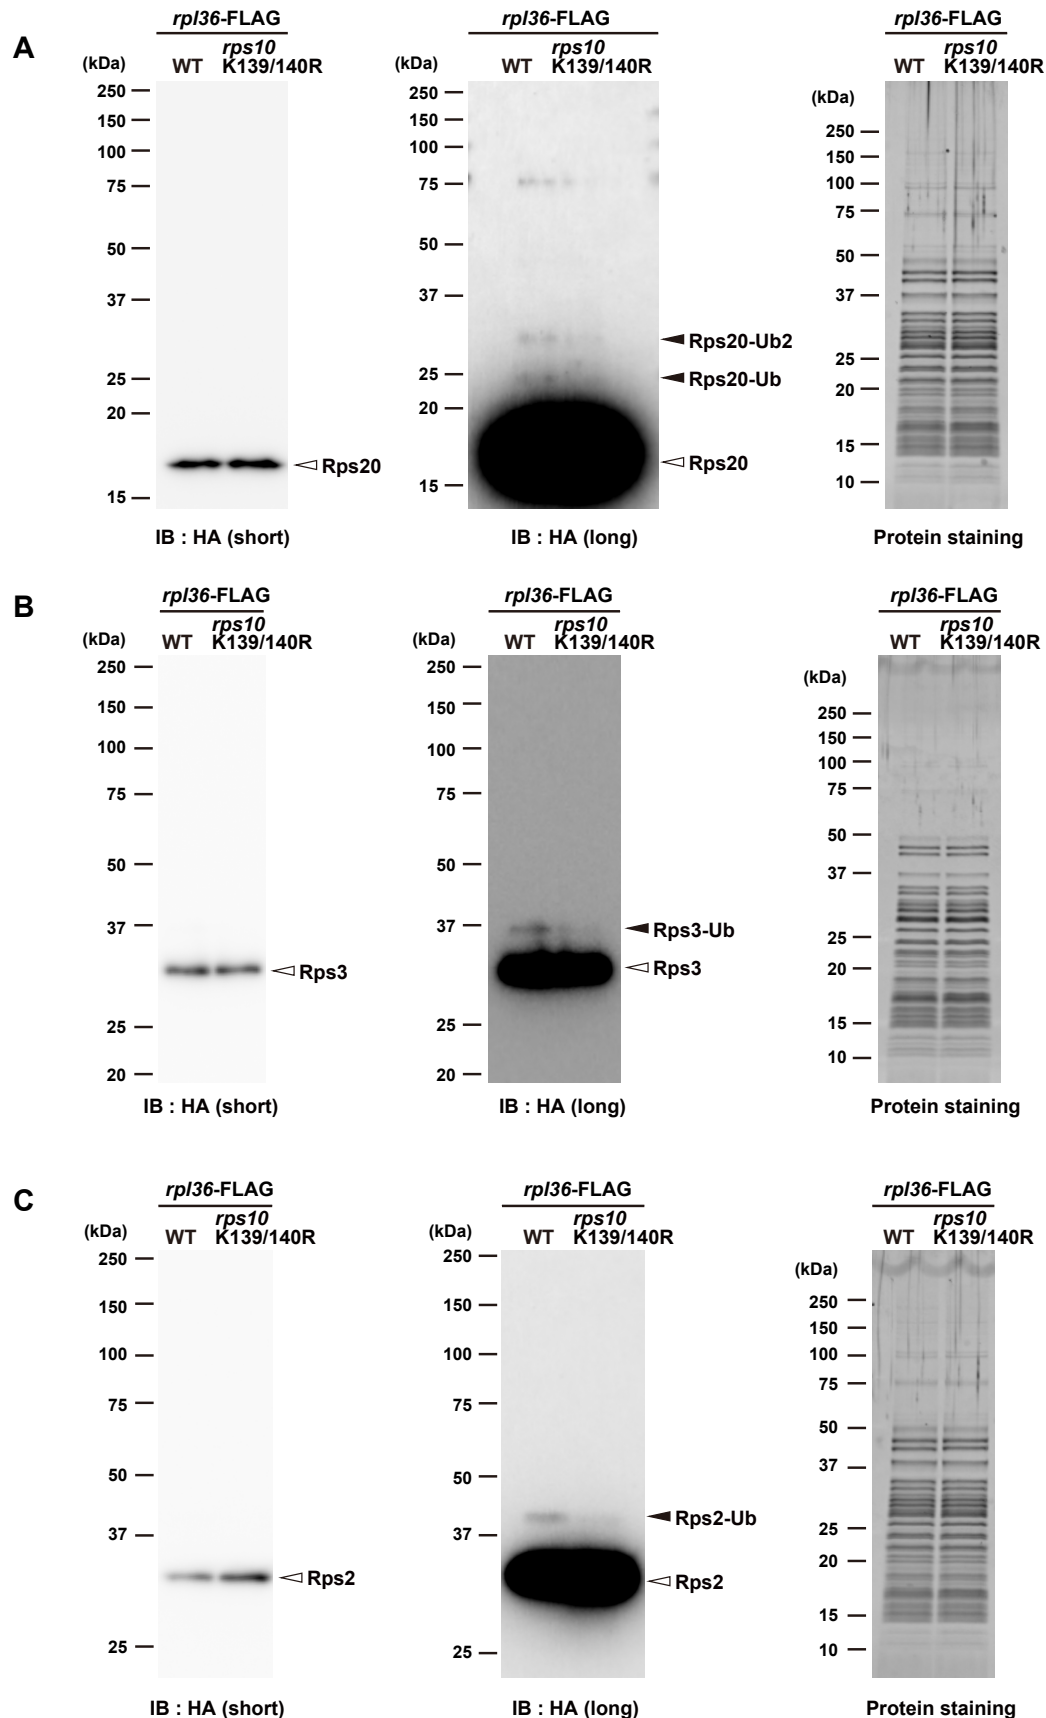 A
rpl36-FLAG
rps10
(kDa) WT K139/140R
250
150
100
75
50
37
25
20
15
Rps20
IB : HA (short)
rpl36-FLAG
rps10
(kDa) WT K139/140R
250
150
100
75
50
37
25
20
15
Rps20-Ub2
Rps20-Ub
Rps20
IB : HA (long)
rpl36-FLAG
rps10
WT K139/140R
(kDa)
250
150
100
75
50
37
25
20
15
10
Protein staining
B
rpl36-FLAG
rps10
(kDa) WT K139/140R
250
150
100
75
50
37
25
20
Rps3
IB : HA (short)
rpl36-FLAG
rps10
(kDa) WT K139/140R
250
150
100
75
50
37
25
20
Rps3-Ub
Rps3
IB : HA (long)
rpl36-FLAG
rps10
WT K139/140R
(kDa)
250
150
100
75
50
37
25
20
15
10
Protein staining
C
rpl36-FLAG
rps10
(kDa) WT K139/140R
250
150
100
75
50
37
25
Rps2
IB : HA (short)
rpl36-FLAG
rps10
(kDa) WT K139/140R
250
150
100
75
50
37
25
Rps2-Ub
Rps2
IB : HA (long)
rpl36-FLAG
rps10
WT K139/140R
(kDa)
250
150
100
75
50
37
25
20
15
10
Protein staining